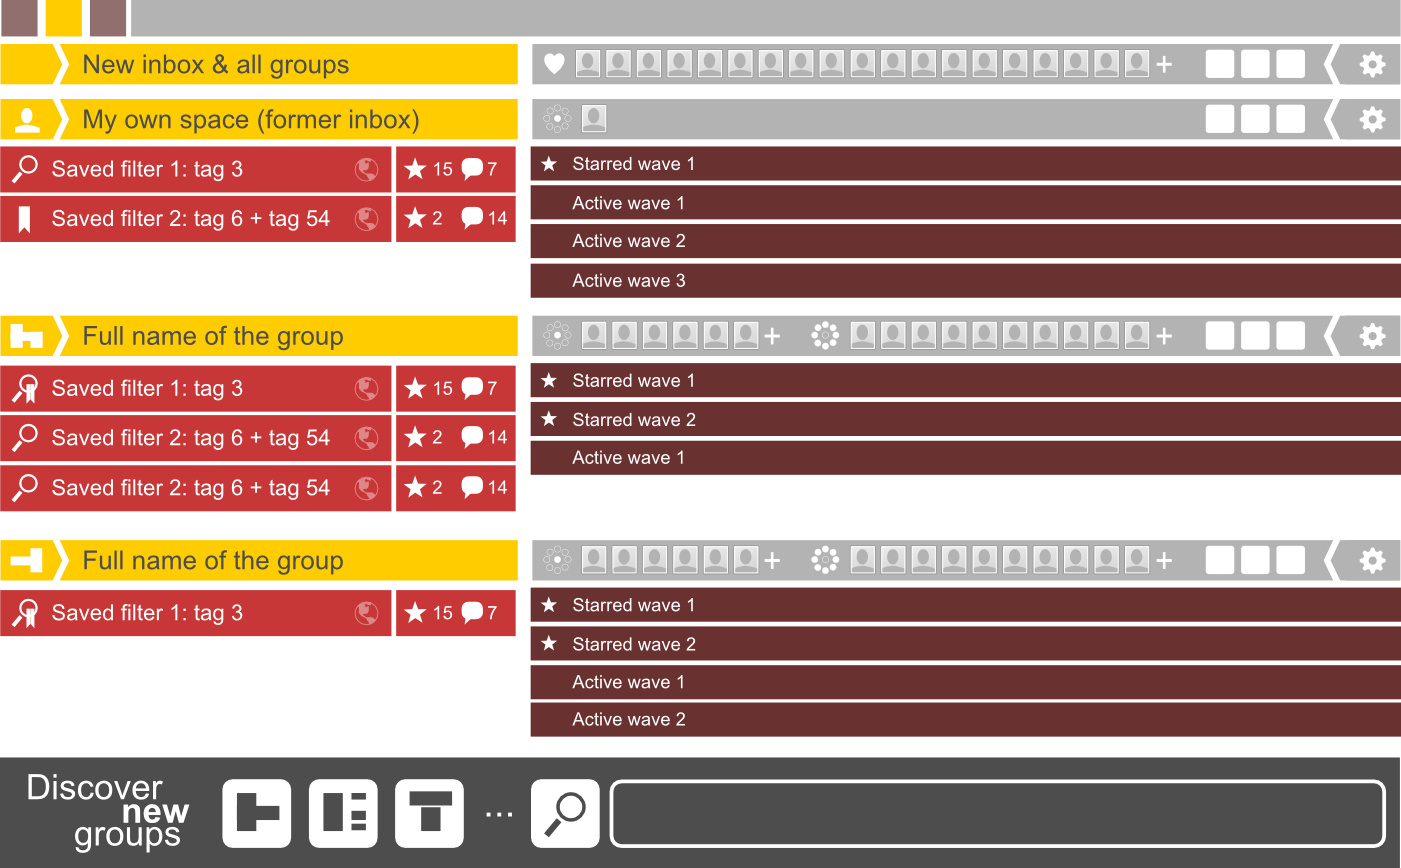 New inbox & all groups
My own space (former inbox)
Saved filter 1: tag 3
15 7
Starred wave 1
Saved filter 2: tag 6 + tag 54
2 14
Active wave 1
Active wave 2
Active wave 3
Full name of the group
Saved filter 1: tag 3
15 7
Starred wave 1
Saved filter 2: tag 6 + tag 54
2 14
Starred wave 2
Saved filter 2: tag 6 + tag 54
2 14
Active wave 1
Full name of the group
Saved filter 1: tag 3
15 7
Starred wave 1
Starred wave 2
Active wave 1
Active wave 2
Discover
new
groups
...